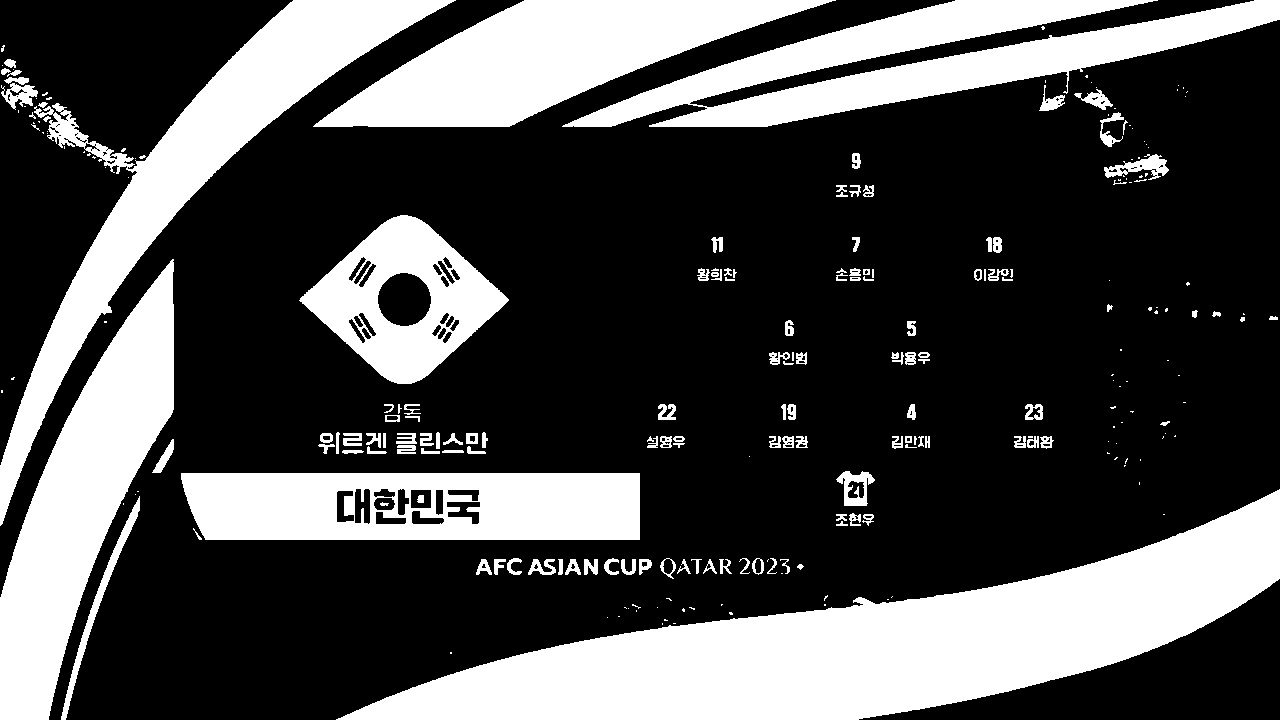 9
조규성
11 7 18
황희찬 손흥민 이강인
6 5
황인범 박용우
22 19 4 23
설영우 김영권 김민재 김태환
21
조현우
감독
위르겐 클린스만
대한민국
AFC ASIAN CUP QATAR 2023